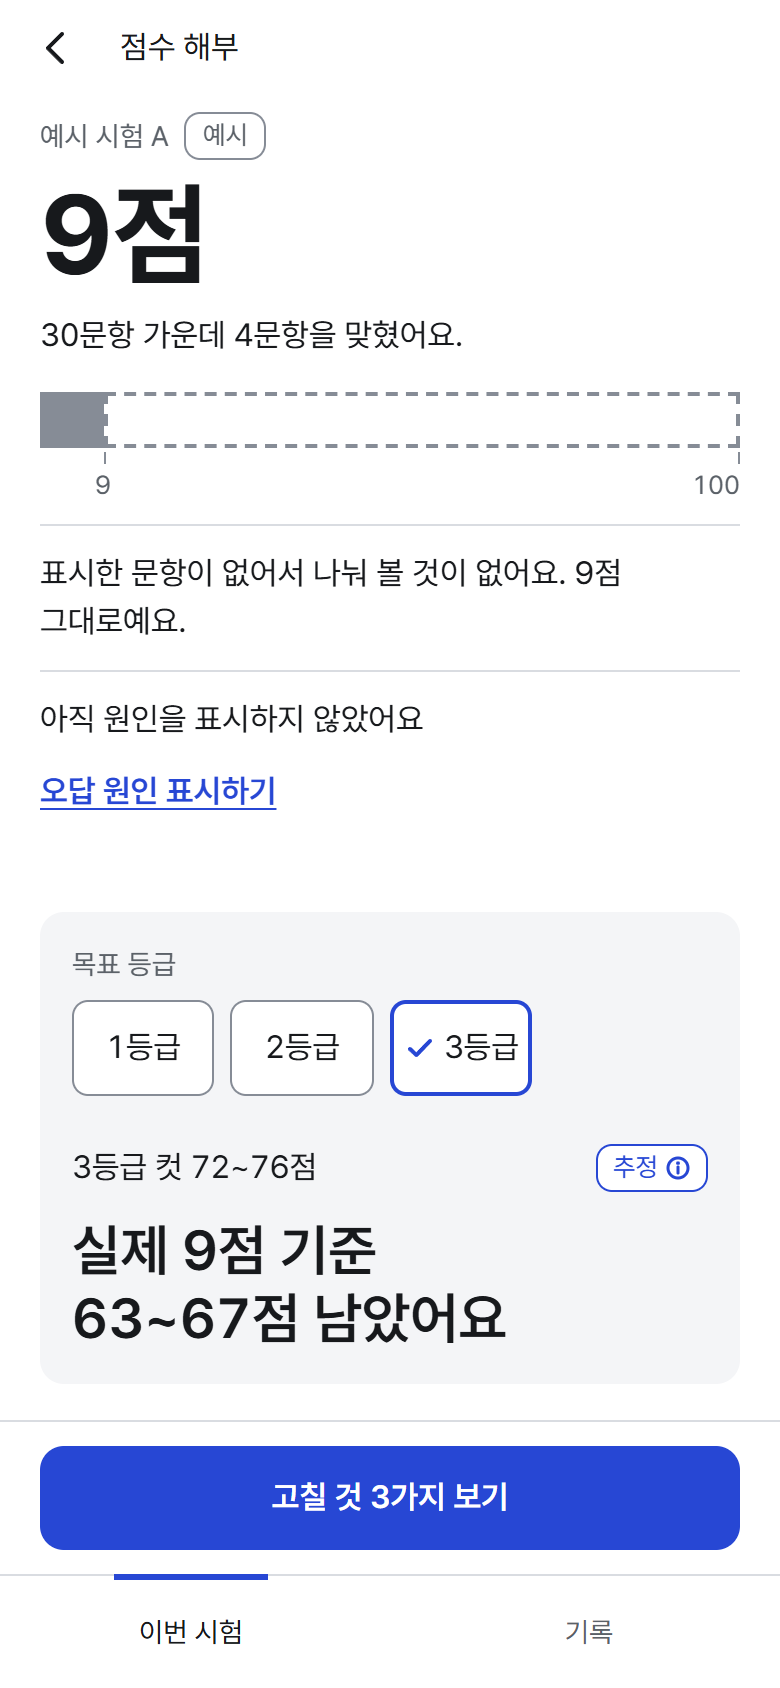 점수 해부
예시 시험 A 예시
9점
30문항 가운데 4문항을 맞혔어요.
9 100
표시한 문항이 없어서 나눠 볼 것이 없어요. 9점
그대로예요.
아직 원인을 표시하지 않았어요
오답 원인 표시하기
목표 등급
1등급 2등급 3등급
3등급 컷 72~76점 추정
실제 9점 기준
63~67점 남았어요
고칠 것 3가지 보기
이번 시험 기록